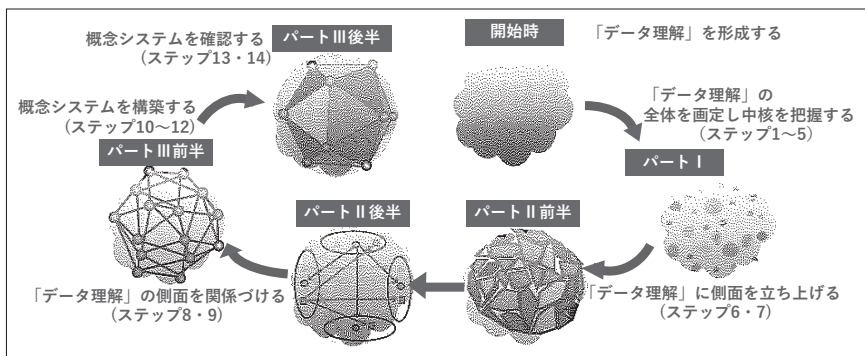 開始時
「データ理解」を形成する
「データ理解」の
全体を画定し中核を把握する
(ステップ1〜5)
パートⅠ
「データ理解」に側面を立ち上げる
(ステップ6・7)
パートⅡ前半
パートⅡ後半
「データ理解」の側面を関係づける
(ステップ8・9)
パートⅢ前半
概念システムを構築する
(ステップ10〜12)
パートⅢ後半
概念システムを確認する
(ステップ13・14)